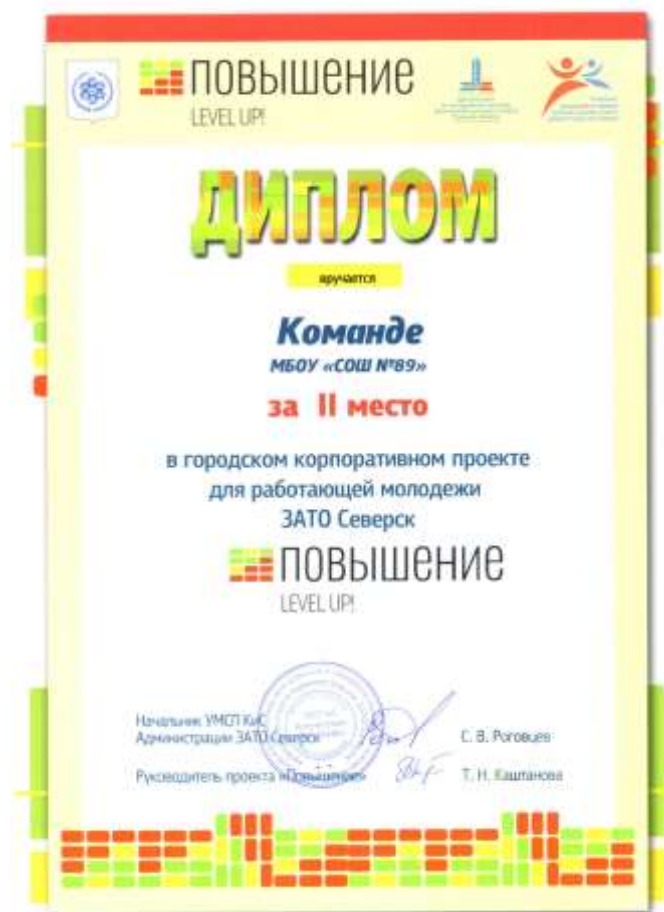 ПОВЫШЕНИЕ
LEVEL UP!
ДИПЛОМ
вручается
Команде
МБОУ «СОШ №89»
за II место
в городском корпоративном проекте
для работающей молодежи
ЗАТО Северск
ПОВЫШЕНИЕ
LEVEL UP!
Начальник УМСП КиС
Администрации ЗАТО Северск С. В. Роговцев
Руководитель проекта «Повышение» Т. Н. Каштанова